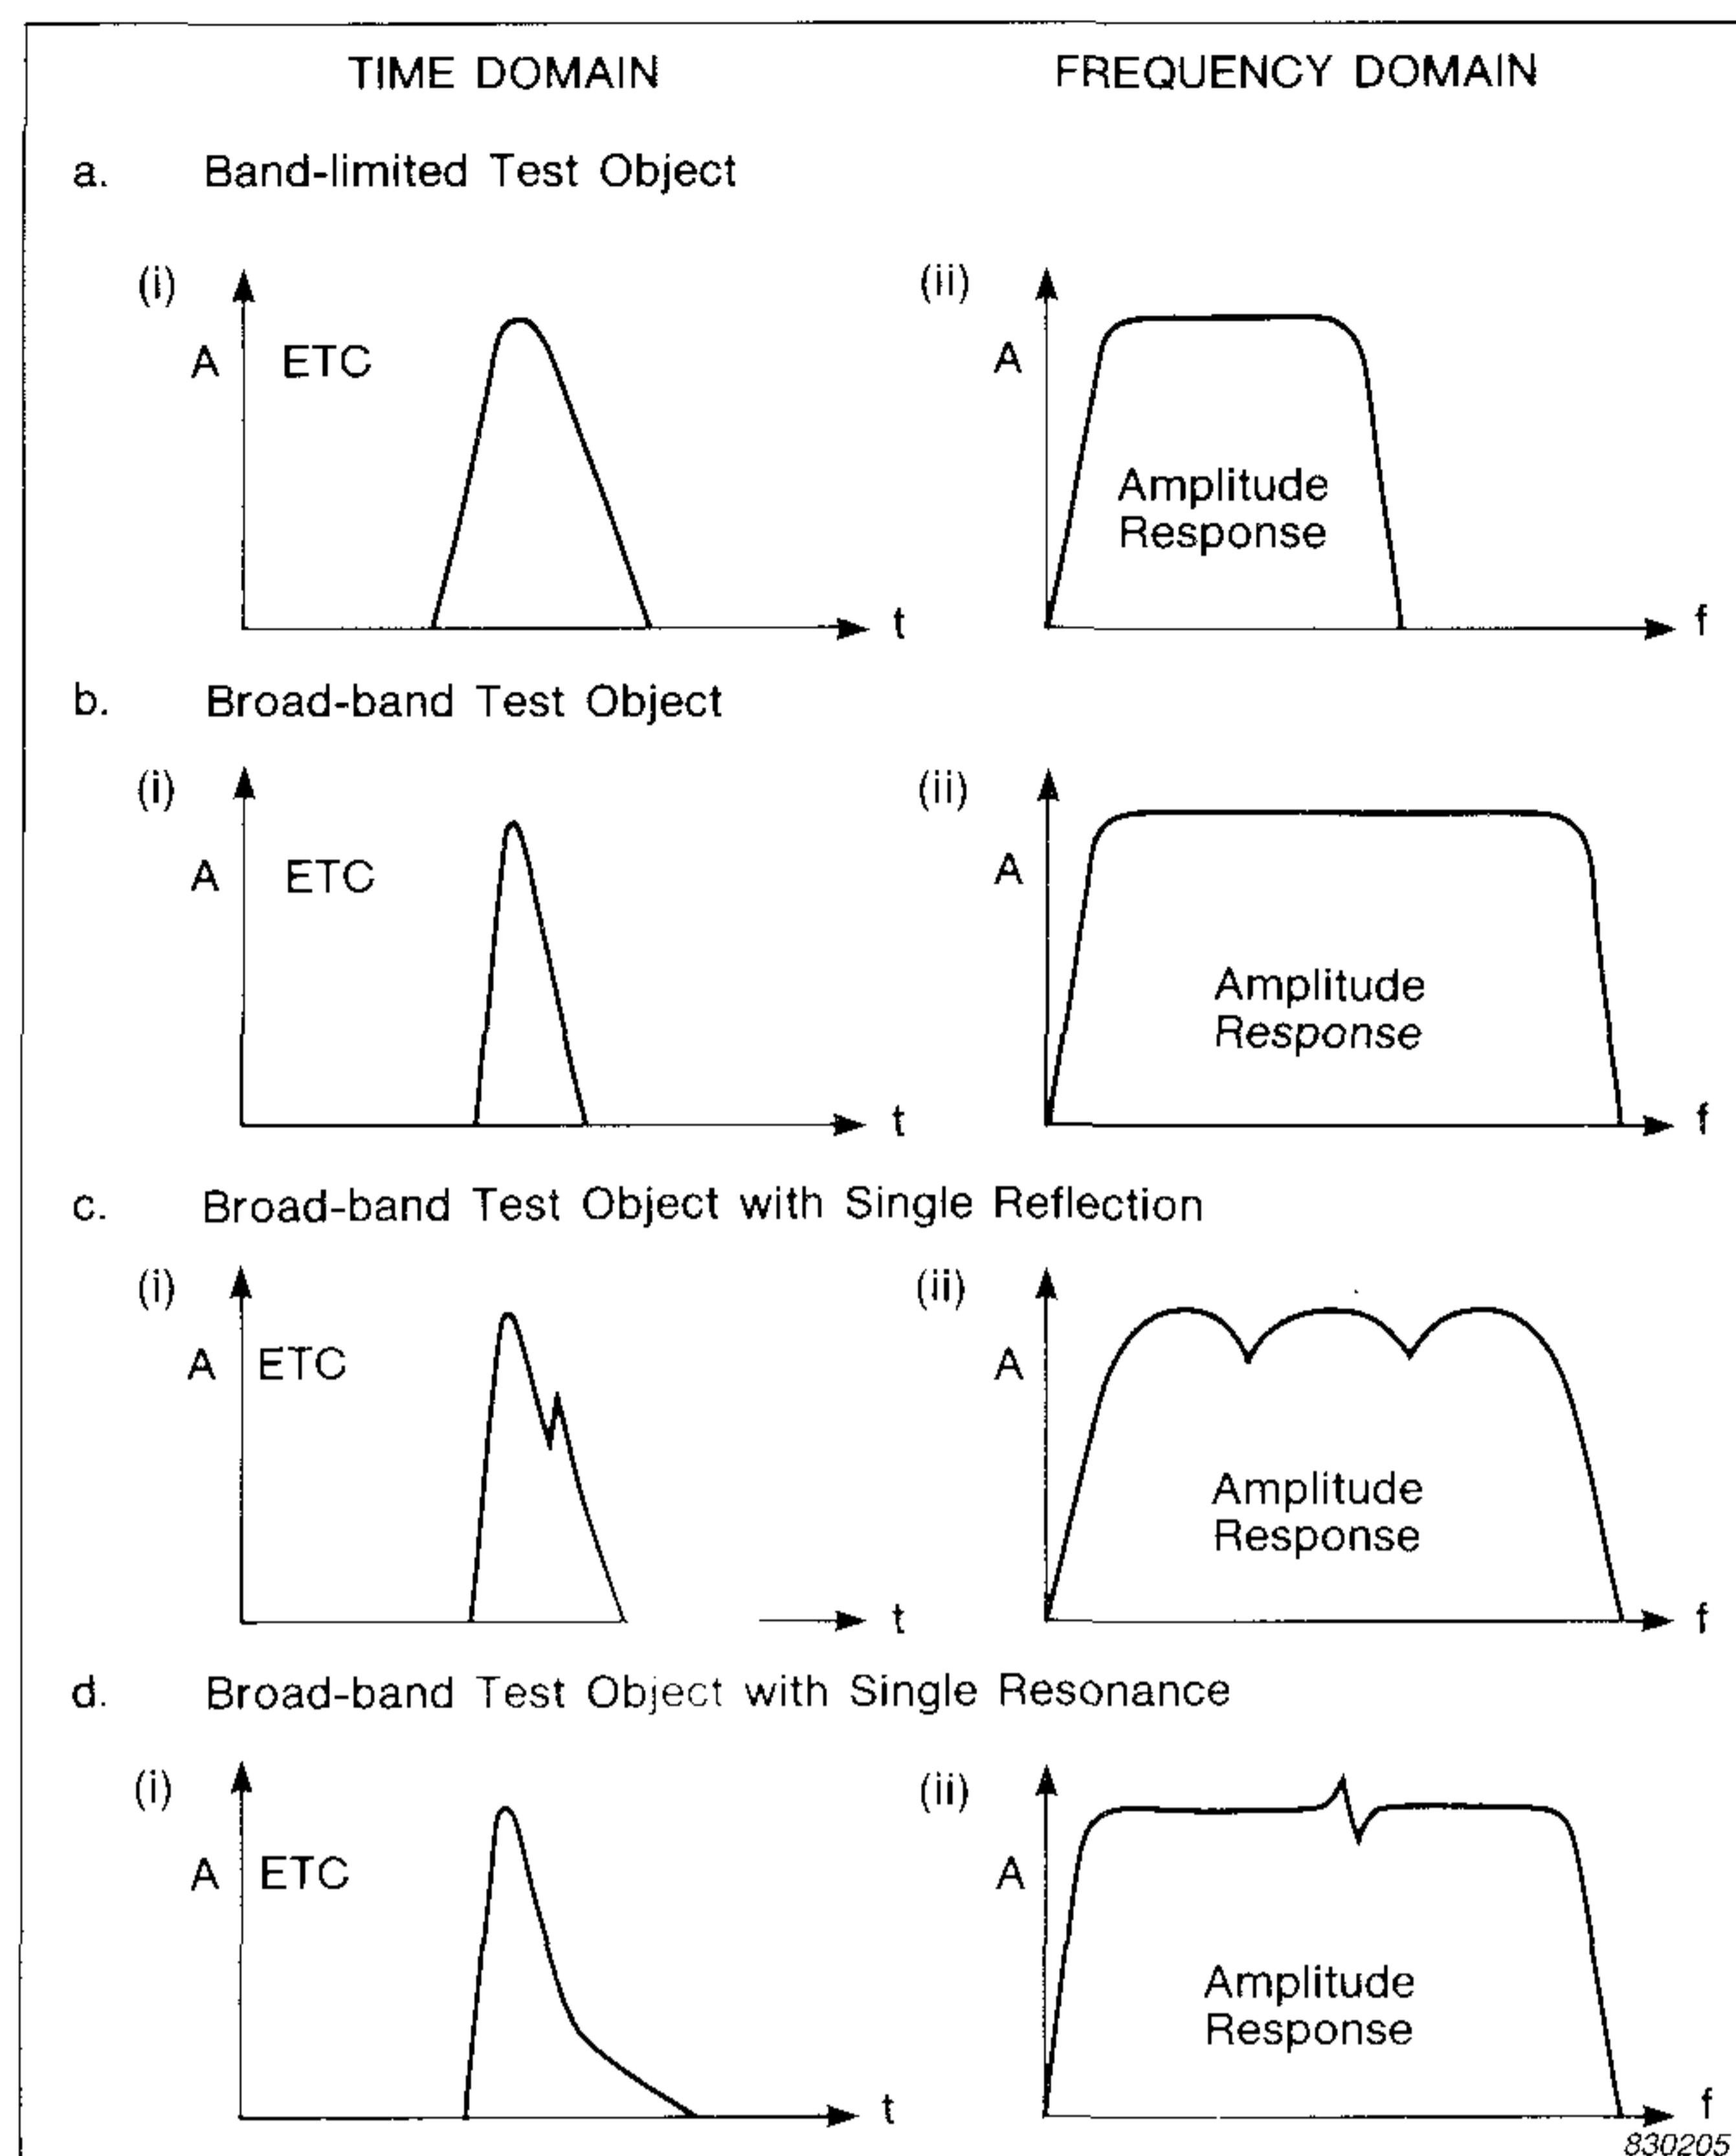 TIME DOMAIN
FREQUENCY DOMAIN
a. Band-limited Test Object
(i)
A
ETC
t
(ii)
A
Amplitude
Response
f
b. Broad-band Test Object
(i)
A
ETC
t
(ii)
A
Amplitude
Response
f
c. Broad-band Test Object with Single Reflection
(i)
A
ETC
t
(ii)
A
Amplitude
Response
f
d. Broad-band Test Object with Single Resonance
(i)
A
ETC
t
(ii)
A
Amplitude
Response
f
830205